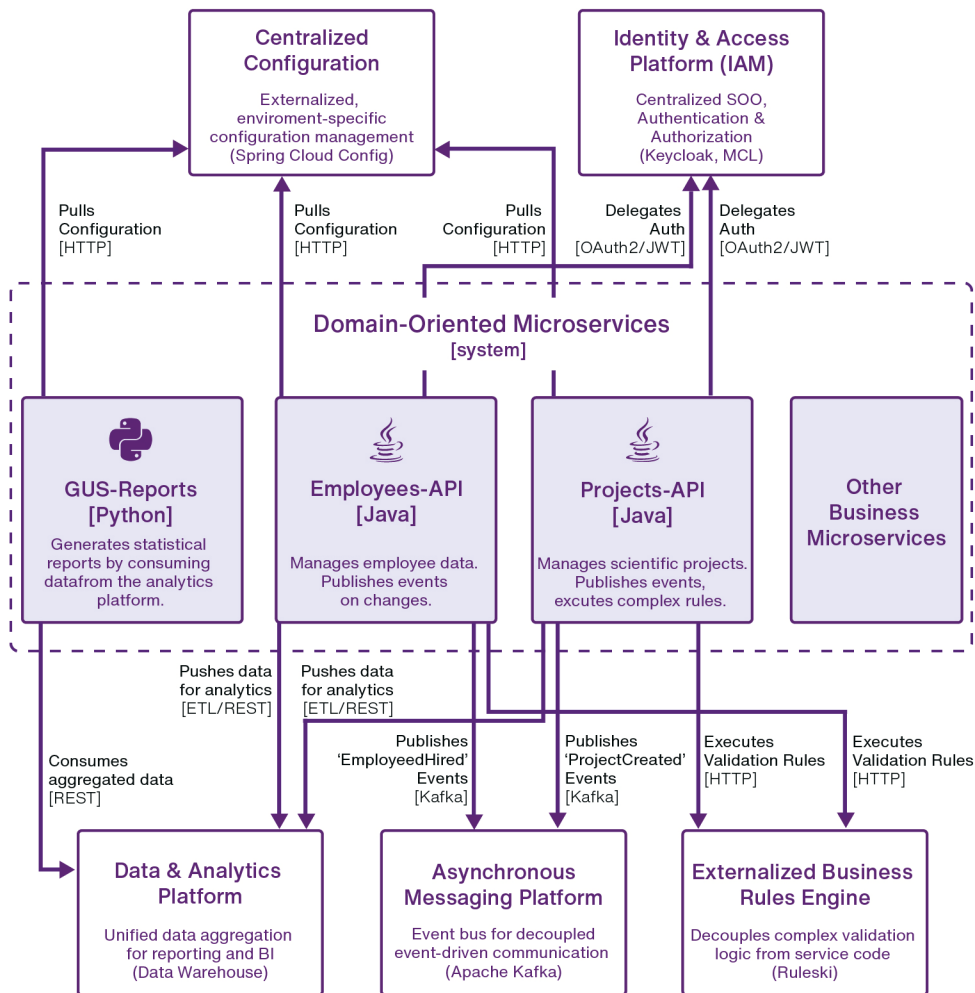 Centralized
Configuration
Externalized,
enviroment-specific
configuration management
(Spring Cloud Config)
Identity & Access
Platform (IAM)
Centralized SOO,
Authentication &
Authorization
(Keycloak, MCL)
Pulls
Configuration
[HTTP]
Pulls
Configuration
[HTTP]
Pulls
Configuration
[HTTP]
Delegates
Auth
[OAuth2/JWT]
Delegates
Auth
[OAuth2/JWT]
Domain-Oriented Microservices
[system]
GUS-Reports
[Python]
Generates statistical
reports by consuming
datafrom the analytics
platform.
Employees-API
[Java]
Manages employee data.
Publishes events
on changes.
Projects-API
[Java]
Manages scientific projects.
Publishes events,
excutes complex rules.
Other
Business
Microservices
Pushes data
for analytics
[ETL/REST]
Pushes data
for analytics
[ETL/REST]
Consumes
aggregated data
[REST]
Publishes
‘EmployeedHired’
Events
[Kafka]
Publishes
‘ProjectCreated’
Events
[Kafka]
Executes
Validation Rules
[HTTP]
Executes
Validation Rules
[HTTP]
Data & Analytics
Platform
Unified data aggregation
for reporting and BI
(Data Warehouse)
Asynchronous
Messaging Platform
Event bus for decoupled
event-driven communication
(Apache Kafka)
Externalized Business
Rules Engine
Decouples complex validation
logic from service code
(Ruleski)